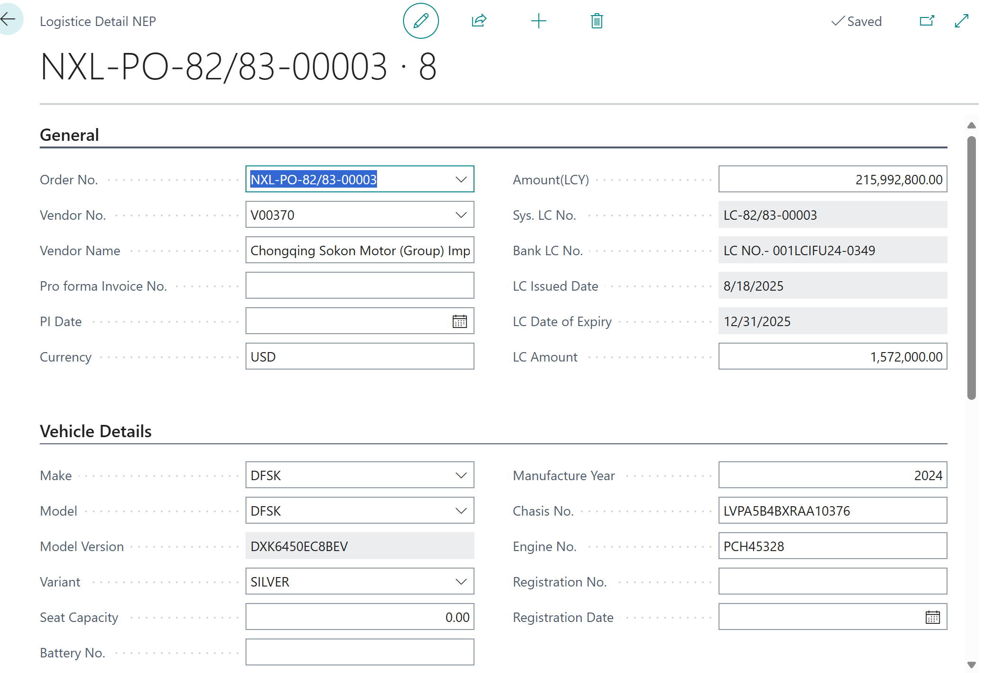 Logistice Detail NEP
Saved
NXL-PO-82/83-00003 · 8
General
Order No. NXL-PO-82/83-00003
Vendor No. V00370
Vendor Name Chongqing Sokon Motor (Group) Imp
Pro forma Invoice No.
PI Date
Currency USD
Amount(LCY) 215,992,800.00
Sys. LC No. LC-82/83-00003
Bank LC No. LC NO.- 001LCIFU24-0349
LC Issued Date 8/18/2025
LC Date of Expiry 12/31/2025
LC Amount 1,572,000.00
Vehicle Details
Make DFSK
Model DFSK
Model Version DXK6450EC8BEV
Variant SILVER
Seat Capacity 0.00
Battery No.
Manufacture Year 2024
Chasis No. LVPA5B4BXRAA10376
Engine No. PCH45328
Registration No.
Registration Date